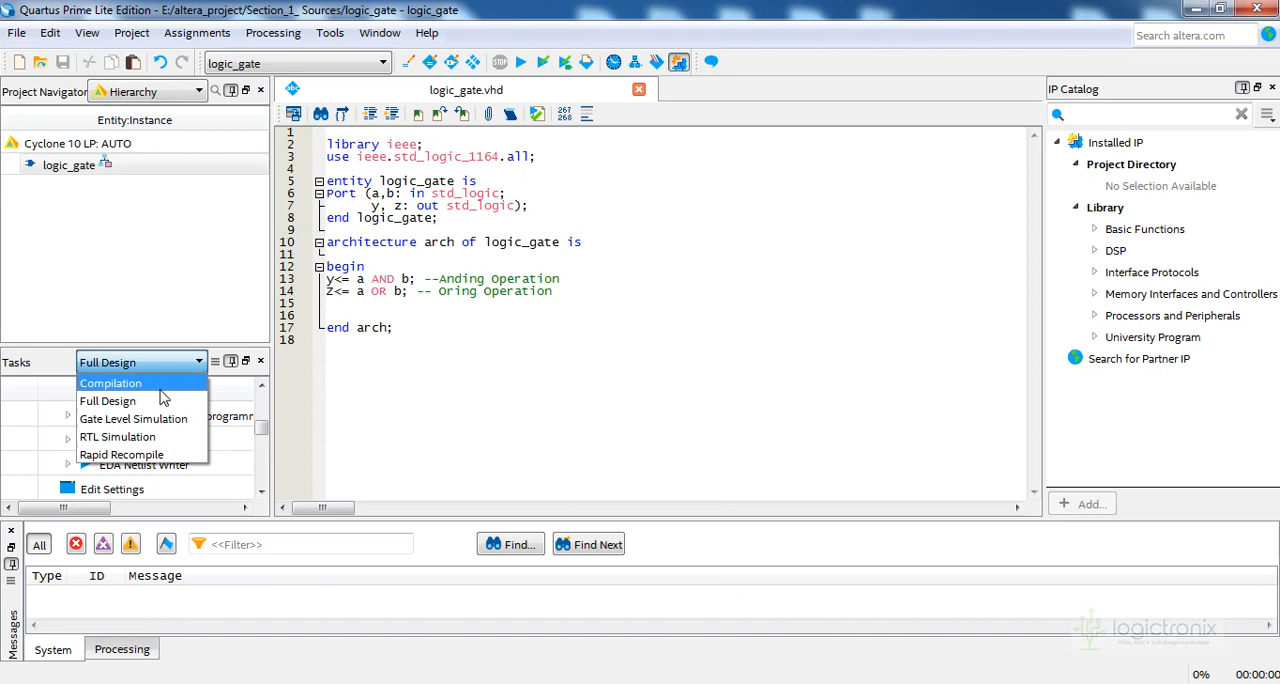 Quartus Prime Lite Edition - E:/altera_project/Section_1_ Sources/logic_gate - logic_gate
File Edit View Project Assignments Processing Tools Window Help
Search altera.com
logic_gate
Project Navigator Hierarchy
logic_gate.vhd
IP Catalog
Entity:Instance
Cyclone 10 LP: AUTO
logic_gate
267
268
1
2 library ieee;
3 use ieee.std_logic_1164.all;
4
5 entity logic_gate is
6 Port (a,b: in std_logic;
7 y, z: out std_logic);
8 end logic_gate;
9
10 architecture arch of logic_gate is
11
12 begin
13 y<= a AND b; --Anding Operation
14 z<= a OR b; -- Oring Operation
15
16
17 end arch;
18
Installed IP
Project Directory
No Selection Available
Library
Basic Functions
DSP
Interface Protocols
Memory Interfaces and Controllers
Processors and Peripherals
University Program
Search for Partner IP
+ Add...
Tasks Full Design
Compilation
Full Design
Gate Level Simulation
RTL Simulation
Rapid Recompile
EDA Netlist Writer
Edit Settings
All <<Filter>> Find... Find Next
Type ID Message
Messages
System Processing
logictronix
0% 00:00:00